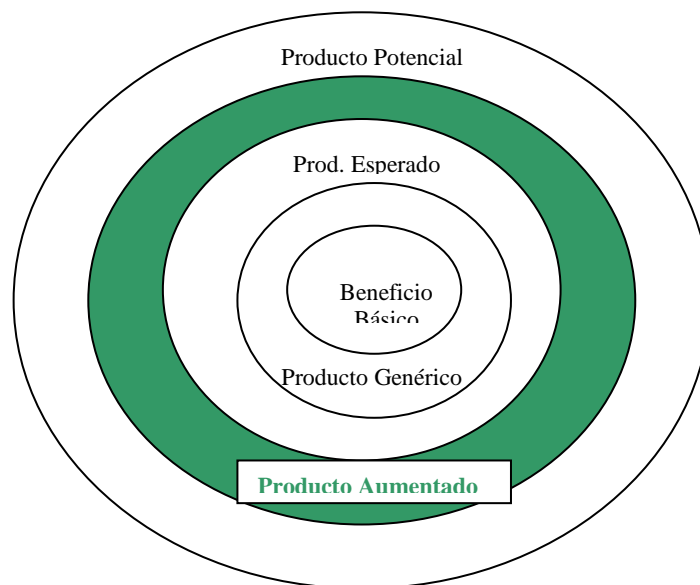 Producto Potencial
Prod. Esperado
Beneficio
Básico
Producto Genérico
Producto Aumentado